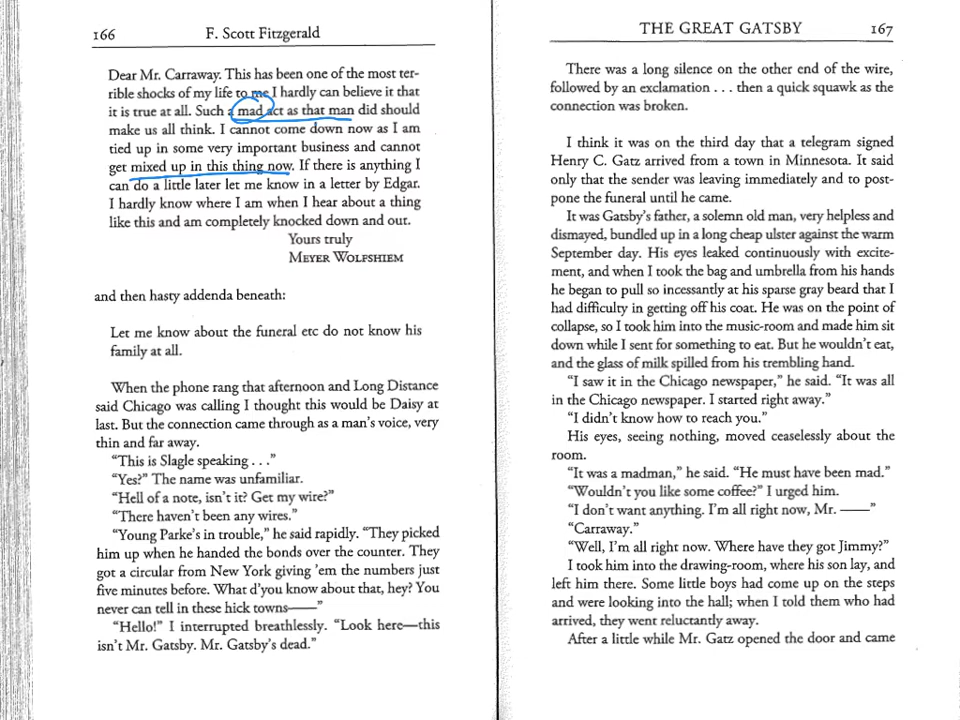 166 F. Scott Fitzgerald
Dear Mr. Carraway. This has been one of the most ter-
rible shocks of my life to me I hardly can believe it that
it is true at all. Such a mad act as that man did should
make us all think. I cannot come down now as I am
tied up in some very important business and cannot
get mixed up in this thing now. If there is anything I
can do a little later let me know in a letter by Edgar.
I hardly know where I am when I hear about a thing
like this and am completely knocked down and out.
Yours truly
MEYER WOLFSHIEM
and then hasty addenda beneath:
Let me know about the funeral etc do not know his
family at all.
When the phone rang that afternoon and Long Distance
said Chicago was calling I thought this would be Daisy at
last. But the connection came through as a man's voice, very
thin and far away.
“This is Slagle speaking . . .”
“Yes?” The name was unfamiliar.
“Hell of a note, isn't it? Get my wire?”
“There haven't been any wires.”
“Young Parke's in trouble,” he said rapidly. “They picked
him up when he handed the bonds over the counter. They
got a circular from New York giving 'em the numbers just
five minutes before. What d'you know about that, hey? You
never can tell in these hick towns——”
“Hello!” I interrupted breathlessly. “Look here—this
isn't Mr. Gatsby. Mr. Gatsby's dead.”
THE GREAT GATSBY 167
There was a long silence on the other end of the wire,
followed by an exclamation . . . then a quick squawk as the
connection was broken.
I think it was on the third day that a telegram signed
Henry C. Gatz arrived from a town in Minnesota. It said
only that the sender was leaving immediately and to post-
pone the funeral until he came.
It was Gatsby's father, a solemn old man, very helpless and
dismayed, bundled up in a long cheap ulster against the warm
September day. His eyes leaked continuously with excite-
ment, and when I took the bag and umbrella from his hands
he began to pull so incessantly at his sparse gray beard that I
had difficulty in getting off his coat. He was on the point of
collapse, so I took him into the music-room and made him sit
down while I sent for something to eat. But he wouldn't eat,
and the glass of milk spilled from his trembling hand.
“I saw it in the Chicago newspaper,” he said. “It was all
in the Chicago newspaper. I started right away.”
“I didn't know how to reach you.”
His eyes, seeing nothing, moved ceaselessly about the
room.
“It was a madman,” he said. “He must have been mad.”
“Wouldn't you like some coffee?” I urged him.
“I don't want anything. I'm all right now, Mr. ——”
“Carraway.”
“Well, I'm all right now. Where have they got Jimmy?”
I took him into the drawing-room, where his son lay, and
left him there. Some little boys had come up on the steps
and were looking into the hall; when I told them who had
arrived, they went reluctantly away.
After a little while Mr. Gatz opened the door and came